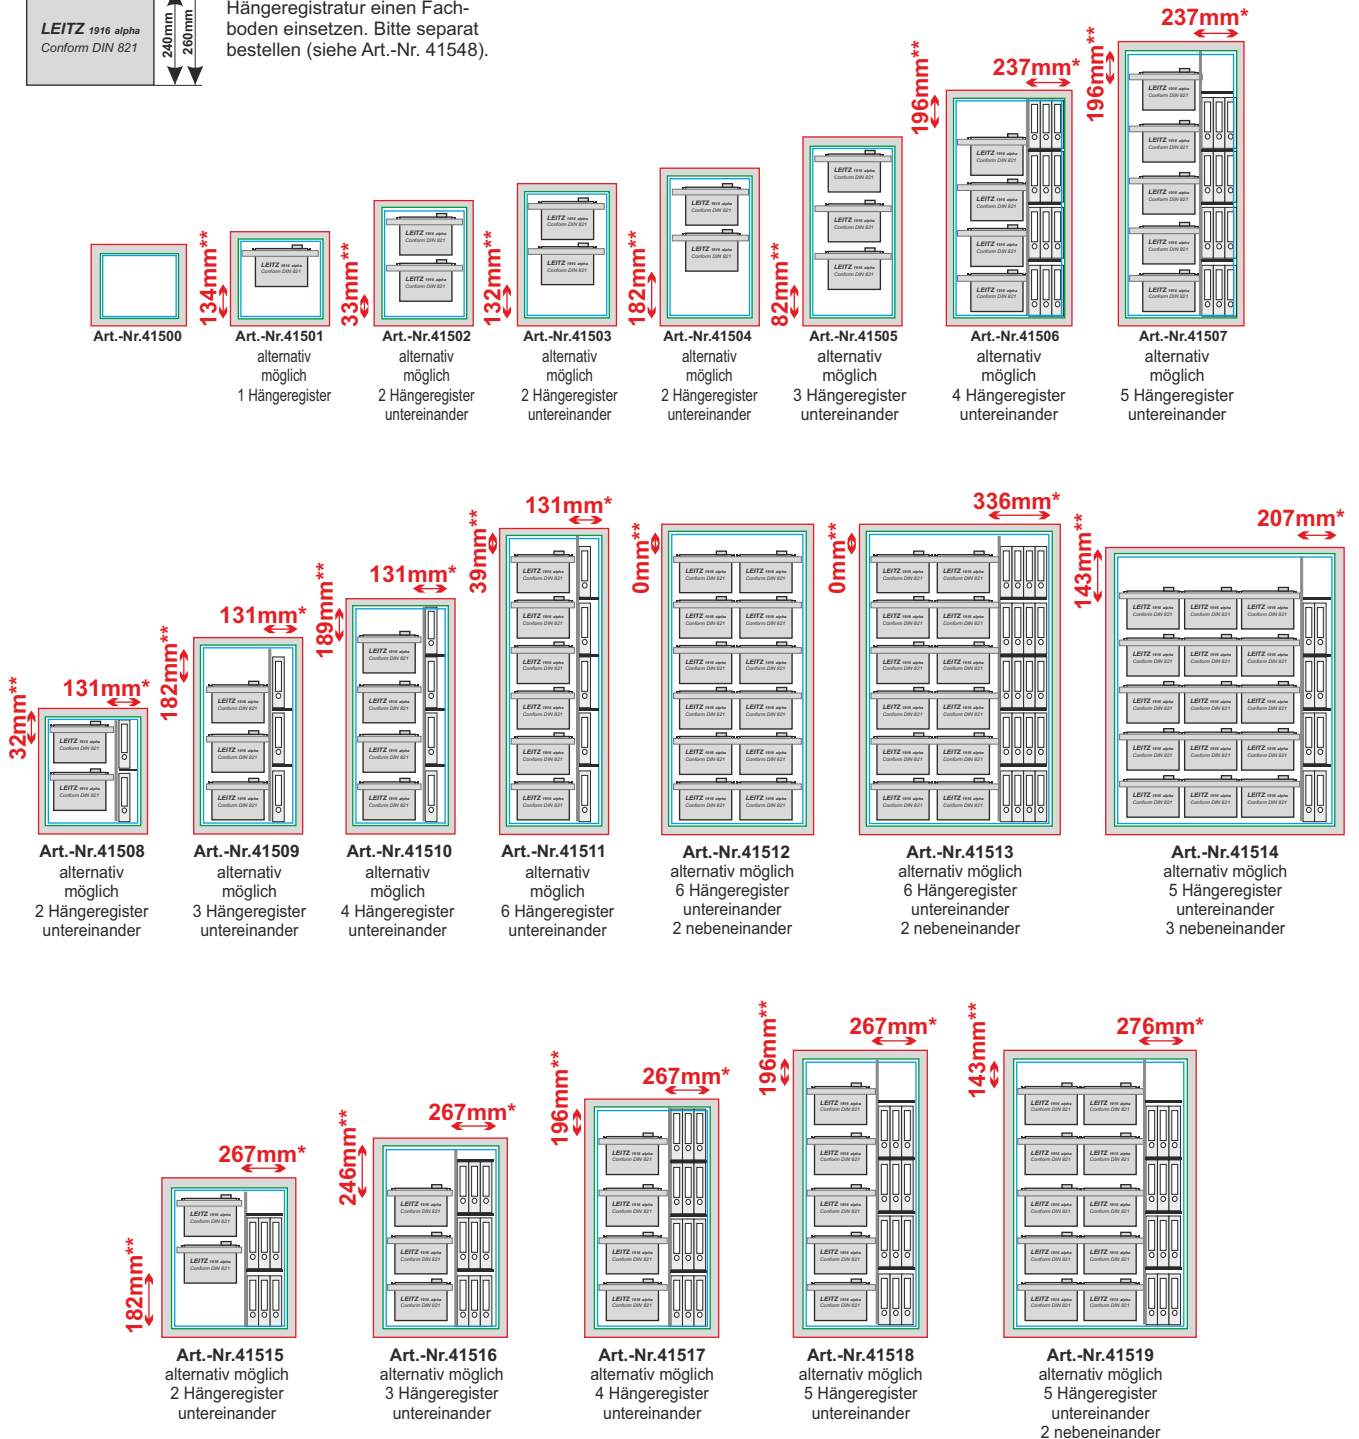 LEITZ 1916 alpha
Conform DIN 821
240mm
260mm
Hängeregistratur einen Fach-
boden einsetzen. Bitte separat
bestellen (siehe Art.-Nr. 41548).
134mm**
33mm**
132mm**
182mm**
82mm**
196mm**
237mm*
196mm**
237mm*
Art.-Nr.41500
Art.-Nr.41501
alternativ
möglich
1 Hängeregister
Art.-Nr.41502
alternativ
möglich
2 Hängeregister
untereinander
Art.-Nr.41503
alternativ
möglich
2 Hängeregister
untereinander
Art.-Nr.41504
alternativ
möglich
2 Hängeregister
untereinander
Art.-Nr.41505
alternativ
möglich
3 Hängeregister
untereinander
Art.-Nr.41506
alternativ
möglich
4 Hängeregister
untereinander
Art.-Nr.41507
alternativ
möglich
5 Hängeregister
untereinander
32mm**
131mm*
182mm**
131mm*
189mm**
131mm*
39mm**
131mm*
0mm**
0mm**
336mm*
143mm**
207mm*
Art.-Nr.41508
alternativ
möglich
2 Hängeregister
untereinander
Art.-Nr.41509
alternativ
möglich
3 Hängeregister
untereinander
Art.-Nr.41510
alternativ
möglich
4 Hängeregister
untereinander
Art.-Nr.41511
alternativ
möglich
6 Hängeregister
untereinander
Art.-Nr.41512
alternativ möglich
6 Hängeregister
untereinander
2 nebeneinander
Art.-Nr.41513
alternativ möglich
6 Hängeregister
untereinander
2 nebeneinander
Art.-Nr.41514
alternativ möglich
5 Hängeregister
untereinander
3 nebeneinander
182mm**
267mm*
246mm**
267mm*
196mm**
267mm*
196mm**
267mm*
143mm**
276mm*
Art.-Nr.41515
alternativ möglich
2 Hängeregister
untereinander
Art.-Nr.41516
alternativ möglich
3 Hängeregister
untereinander
Art.-Nr.41517
alternativ möglich
4 Hängeregister
untereinander
Art.-Nr.41518
alternativ möglich
5 Hängeregister
untereinander
Art.-Nr.41519
alternativ möglich
5 Hängeregister
untereinander
2 nebeneinander